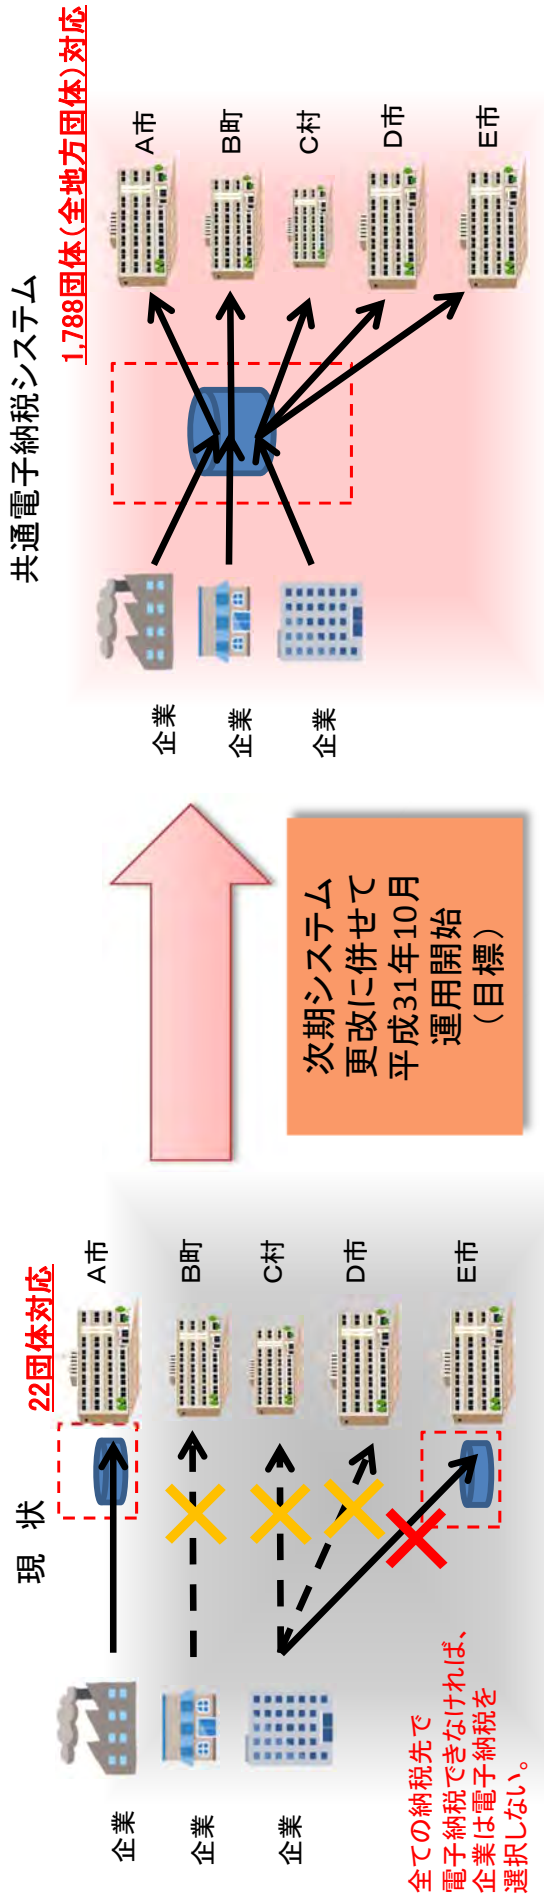 現　状
22団体対応
企業
企業
企業
A市
B町
C村
D市
E市
全ての納税先で
電子納税できなければ、
企業は電子納税を
選択しない。
次期システム
更改に併せて
平成31年10月
運用開始
（目標）
共通電子納税システム
1,788団体（全地方団体）対応
企業
企業
企業
A市
B町
C村
D市
E市